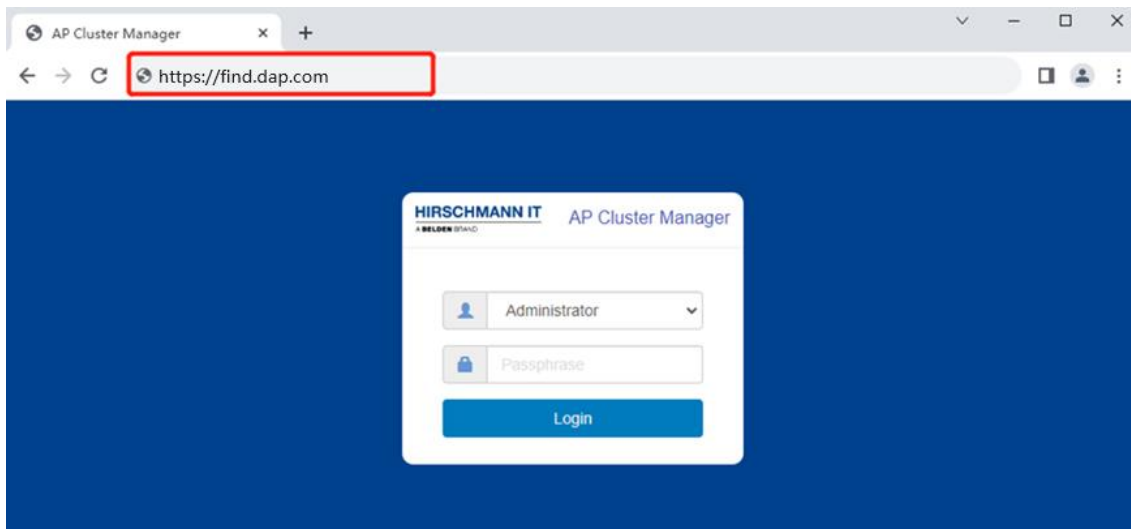 AP Cluster Manager
https://find.dap.com
HIRSCHMANN IT
A BELDEN BRAND
AP Cluster Manager
Administrator
Passphrase
Login